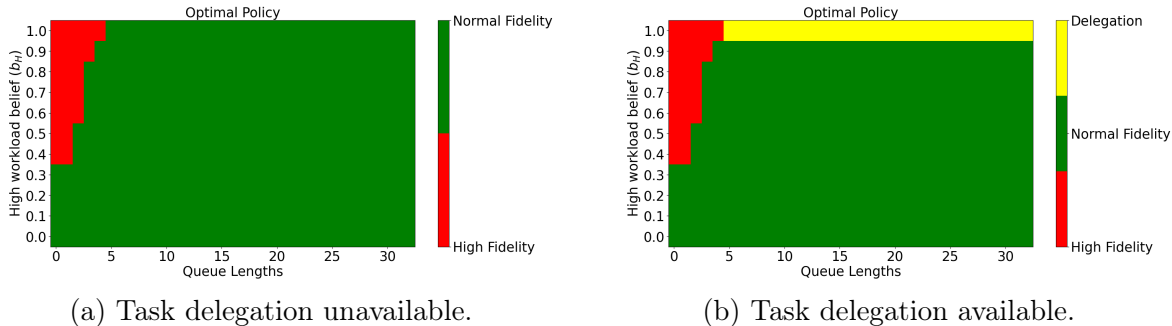 Optimal Policy
High workload belief (b_H)
1.0
0.9
0.8
0.7
0.6
0.5
0.4
0.3
0.2
0.1
0.0
0 5 10 15 20 25 30
Queue Lengths
Normal Fidelity
High Fidelity
(a) Task delegation unavailable.
Optimal Policy
High workload belief (b_H)
1.0
0.9
0.8
0.7
0.6
0.5
0.4
0.3
0.2
0.1
0.0
0 5 10 15 20 25 30
Queue Lengths
Delegation
Normal Fidelity
High Fidelity
(b) Task delegation available.